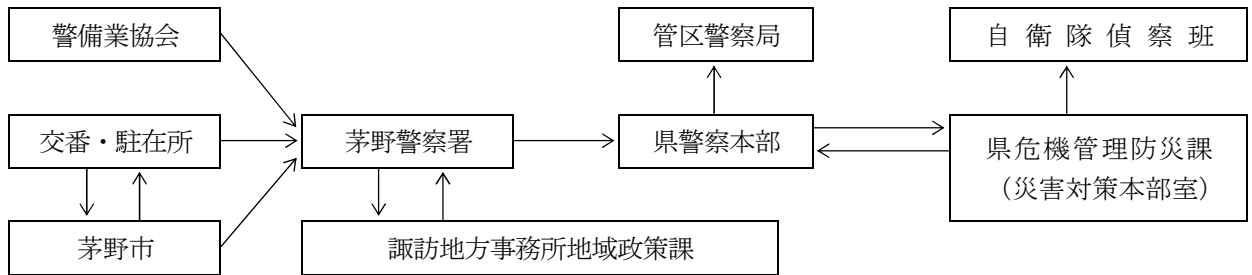 警備業協会
管区警察局
自衛隊偵察班
交番・駐在所
茅野警察署
県警察本部
県危機管理防災課
（災害対策本部室）
茅野市
諏訪地方事務所地域政策課